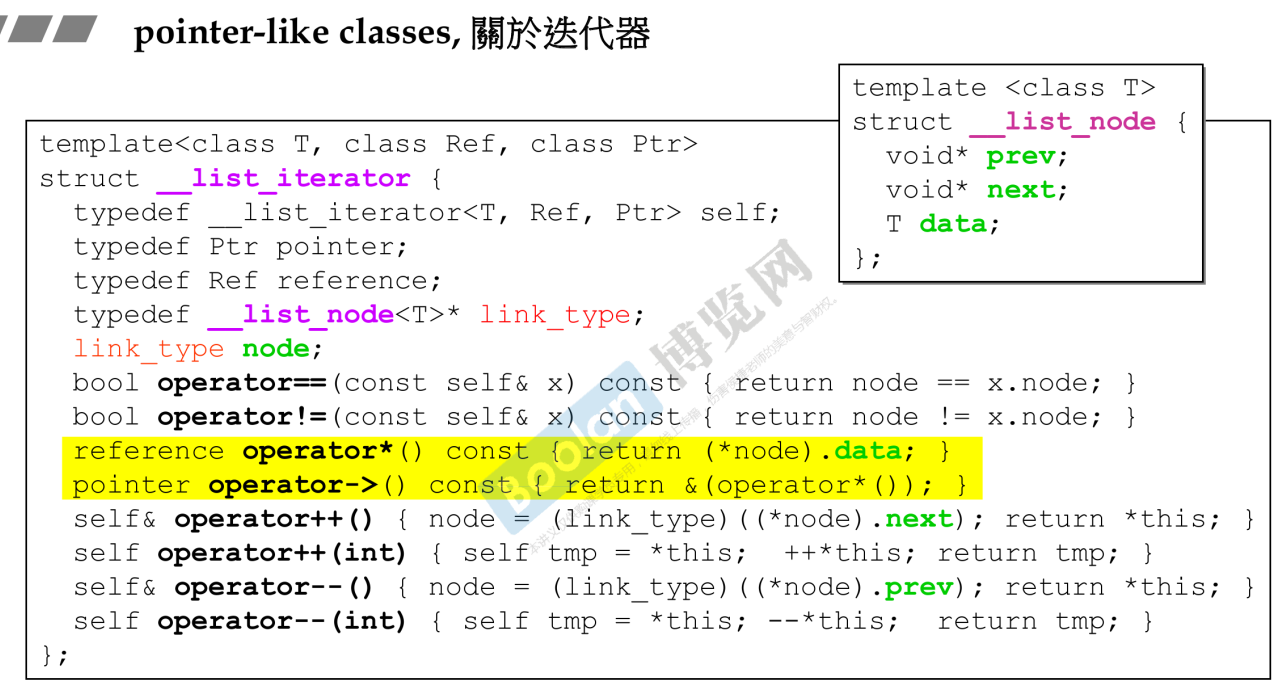 pointer-like classes, 關於迭代器
template <class T>
struct __list_node {
  void* prev;
  void* next;
  T data;
};
template<class T, class Ref, class Ptr>
struct __list_iterator {
  typedef __list_iterator<T, Ref, Ptr> self;
  typedef Ptr pointer;
  typedef Ref reference;
  typedef __list_node<T>* link_type;
  link_type node;
  bool operator==(const self& x) const { return node == x.node; }
  bool operator!=(const self& x) const { return node != x.node; }
  reference operator*() const { return (*node).data; }
  pointer operator->() const { return &(operator*()); }
  self& operator++() { node = (link_type)((*node).next); return *this; }
  self operator++(int) { self tmp = *this; ++*this; return tmp; }
  self& operator--() { node = (link_type)((*node).prev); return *this; }
  self operator--(int) { self tmp = *this; --*this; return tmp; }
};
Boolan 博览网